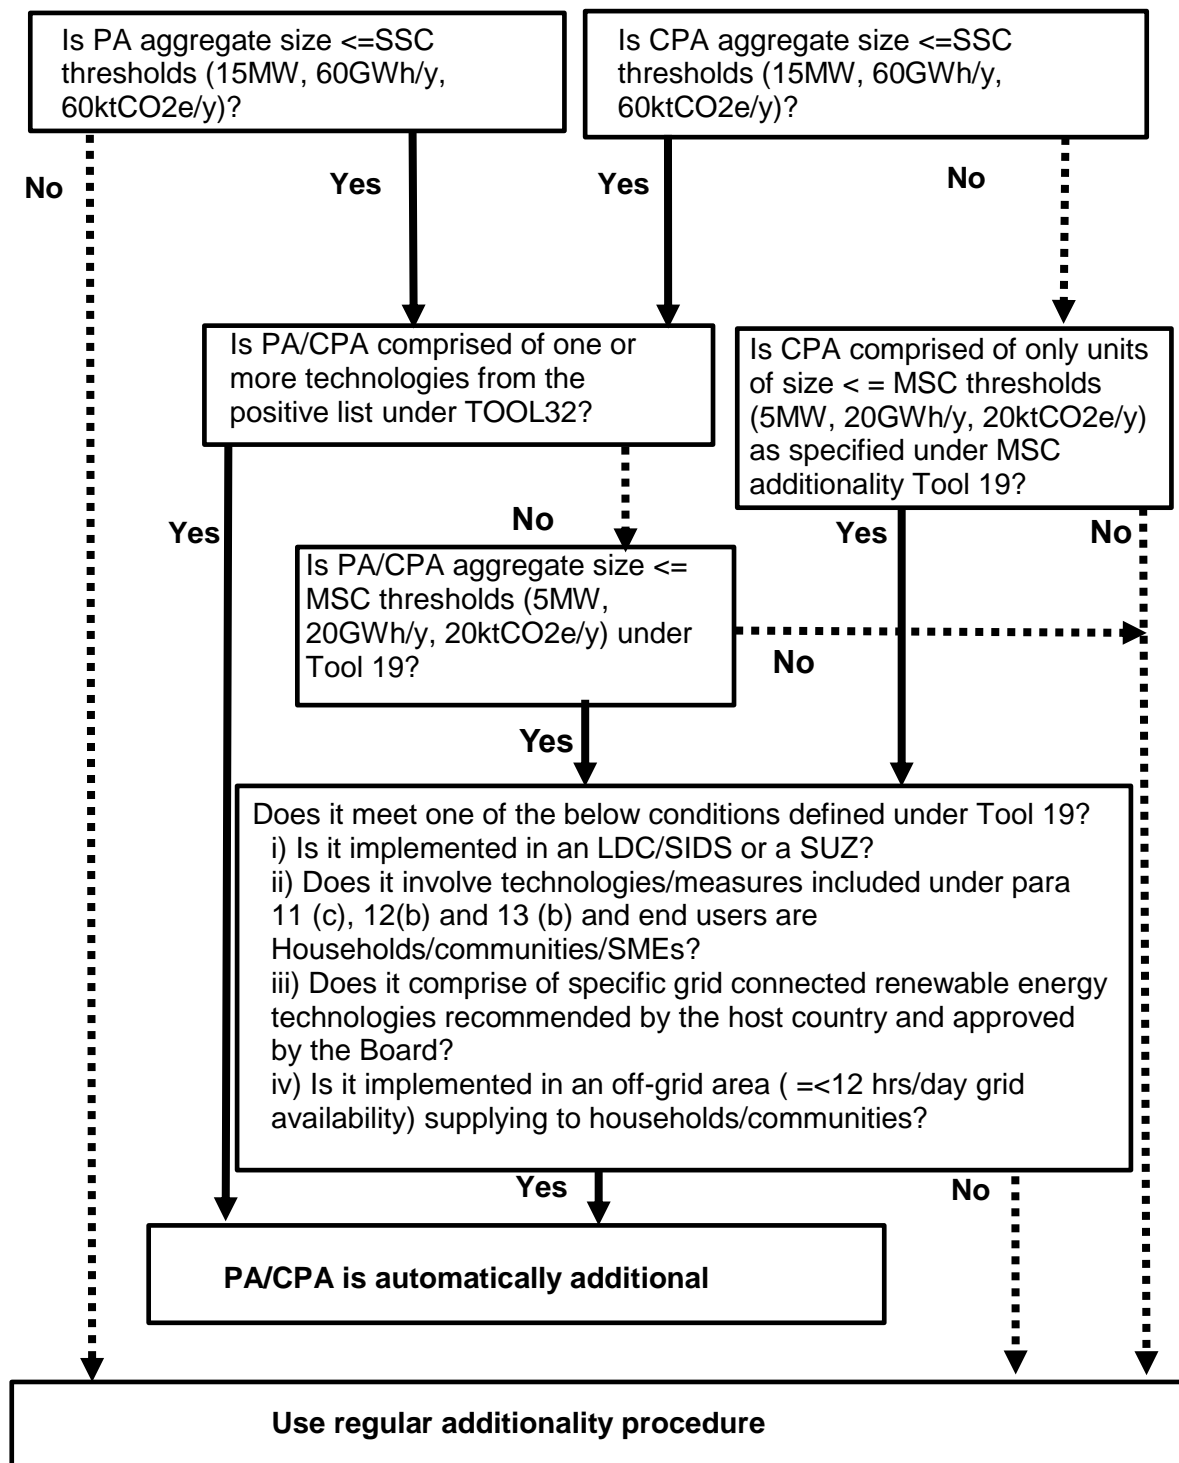 Is PA aggregate size <=SSC
thresholds (15MW, 60GWh/y,
60ktCO2e/y)?
Is CPA aggregate size <=SSC
thresholds (15MW, 60GWh/y,
60ktCO2e/y)?
No
Yes
Yes
No
Is PA/CPA comprised of one or
more technologies from the
positive list under TOOL32?
Is CPA comprised of only units
of size < = MSC thresholds
(5MW, 20GWh/y, 20ktCO2e/y)
as specified under MSC
additionality Tool 19?
Yes
No
Yes
No
Is PA/CPA aggregate size <=
MSC thresholds (5MW,
20GWh/y, 20ktCO2e/y) under
Tool 19?
No
Yes
Does it meet one of the below conditions defined under Tool 19?
i) Is it implemented in an LDC/SIDS or a SUZ?
ii) Does it involve technologies/measures included under para
11 (c), 12(b) and 13 (b) and end users are
Households/communities/SMEs?
iii) Does it comprise of specific grid connected renewable energy
technologies recommended by the host country and approved
by the Board?
iv) Is it implemented in an off-grid area ( =<12 hrs/day grid
availability) supplying to households/communities?
Yes
No
PA/CPA is automatically additional
Use regular additionality procedure